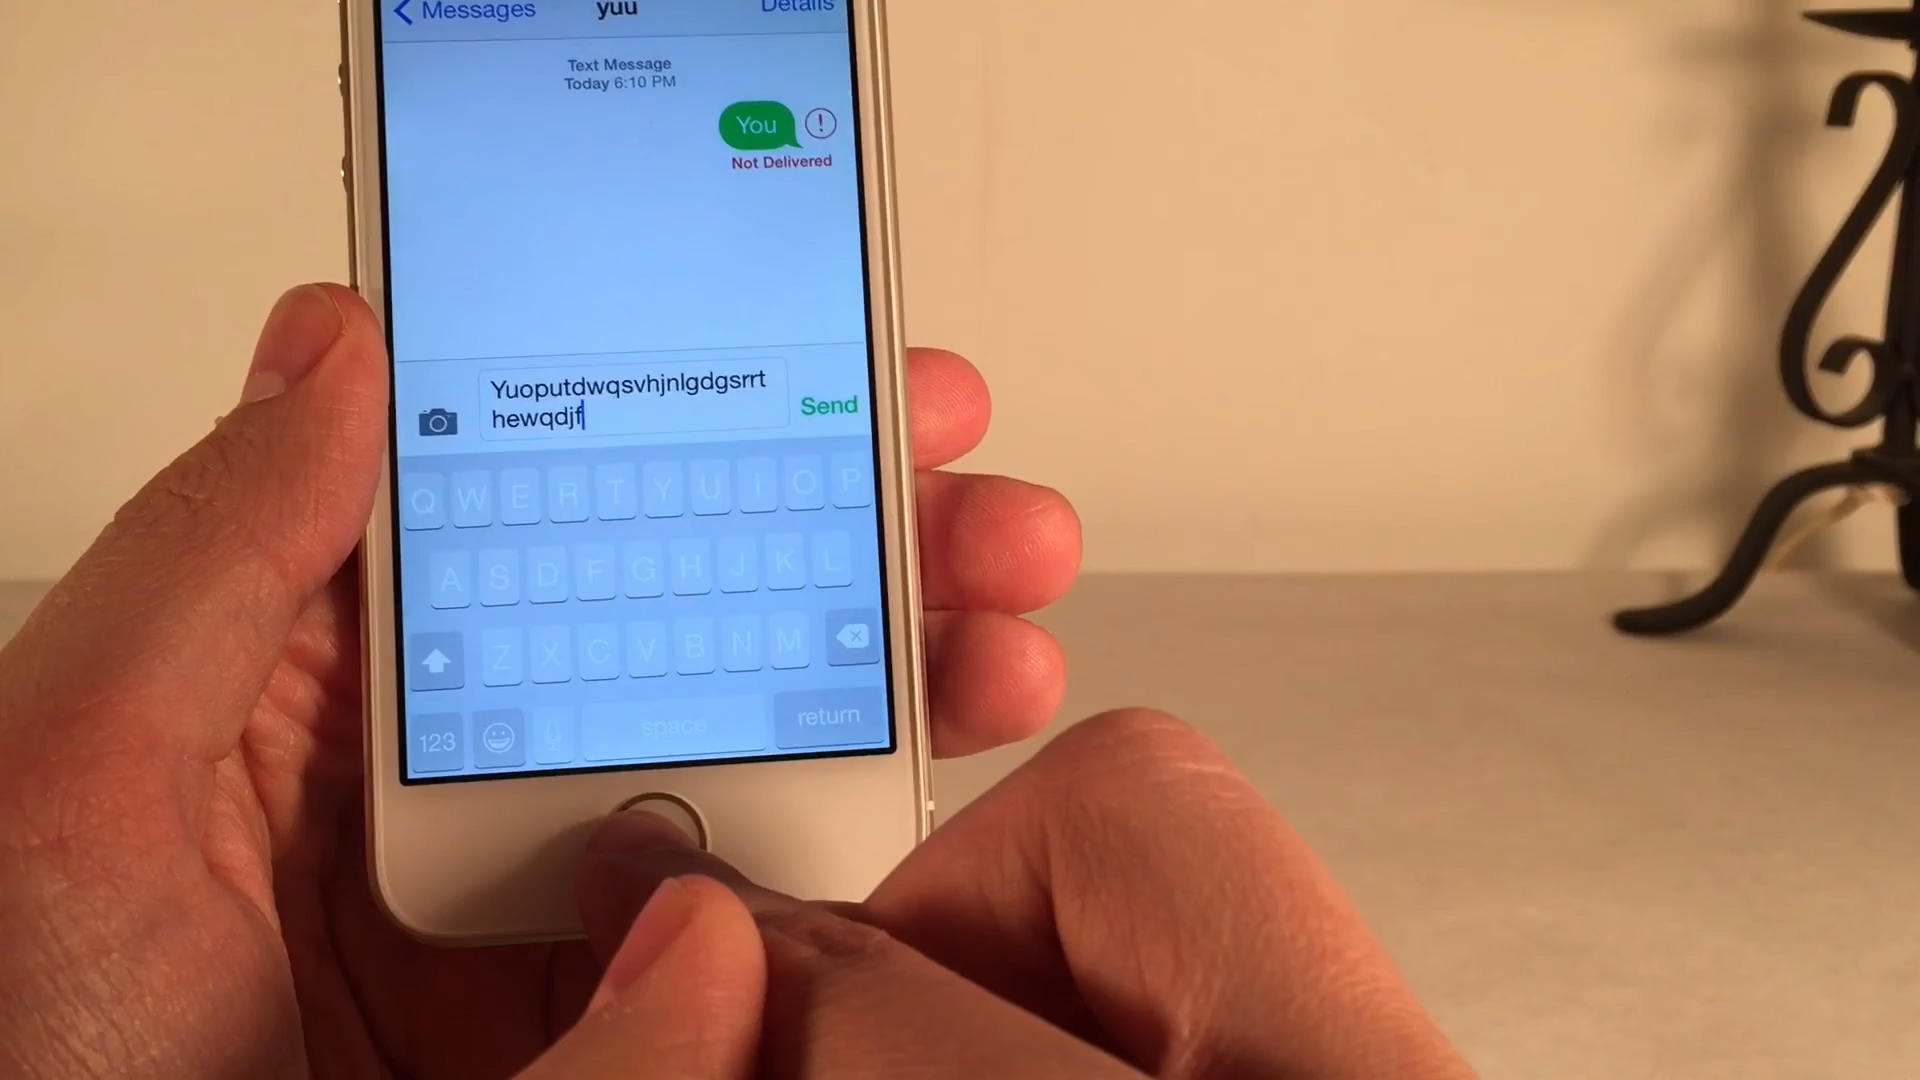 Messages yuu Details
Text Message
Today 6:10 PM
You !
Not Delivered
Yuoputdwqsvhjnlgdgsrrt
hewqdjf
Send
Q W E R T Y U I O P
A S D F G H J K L
Z X C V B N M
123 space return